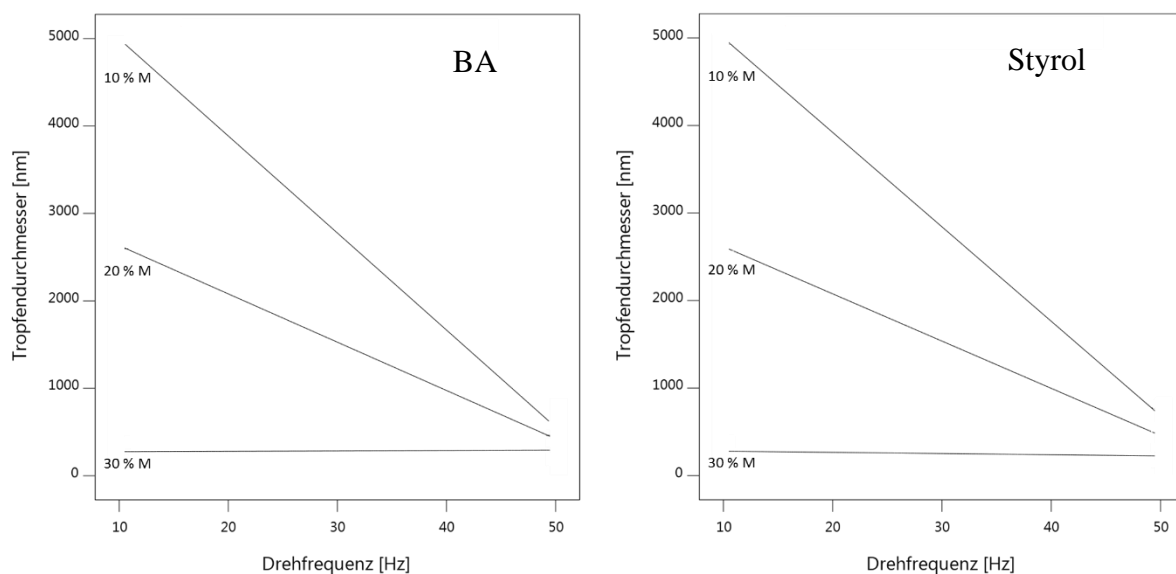 BA
5000
10 % M
4000
3000
20 % M
2000
1000
30 % M
0
10 20 30 40 50
Tropfendurchmesser [nm]
Drehfrequenz [Hz]
Styrol
5000
10 % M
4000
3000
20 % M
2000
1000
30 % M
0
10 20 30 40 50
Tropfendurchmesser [nm]
Drehfrequenz [Hz]